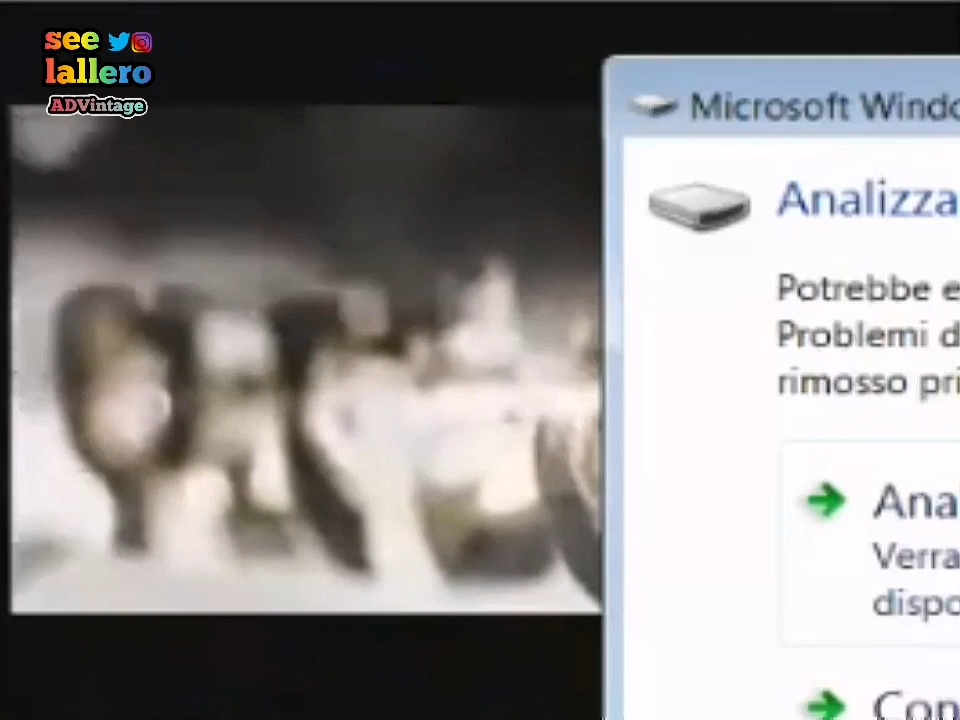 see
lallero
ADVintage
Microsoft Windo
Analizza
Potrebbe e
Problemi d
rimosso pri
Ana
Verra
dispo
Con